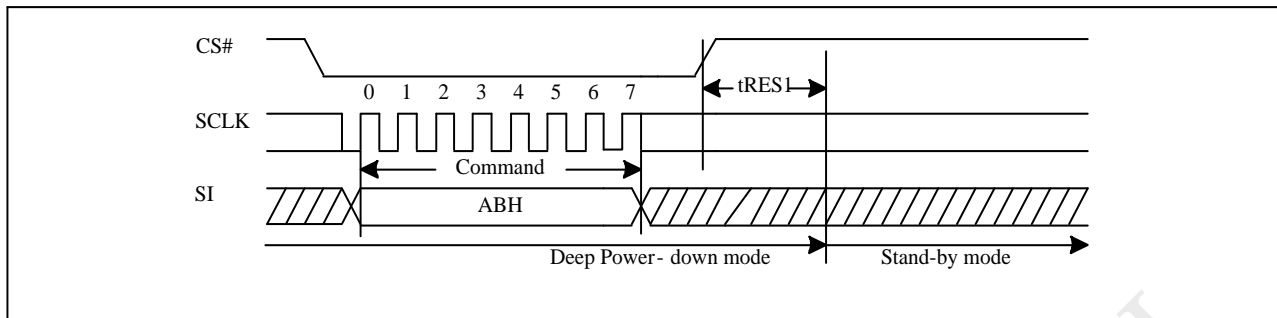 CS#
tRES1
0 1 2 3 4 5 6 7
SCLK
Command
SI
ABH
Deep Power- down mode
Stand-by mode